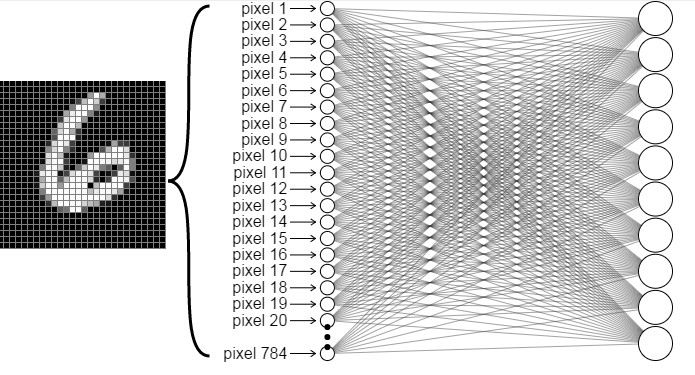 pixel 1
pixel 2
pixel 3
pixel 4
pixel 5
pixel 6
pixel 7
pixel 8
pixel 9
pixel 10
pixel 11
pixel 12
pixel 13
pixel 14
pixel 15
pixel 16
pixel 17
pixel 18
pixel 19
pixel 20
pixel 784
6